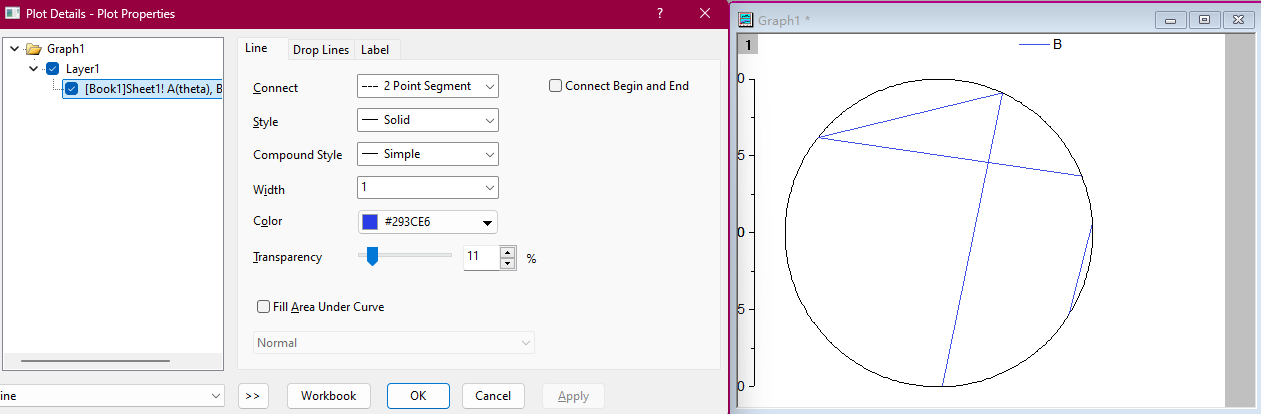 Plot Details - Plot Properties
?
Graph1
Layer1
[Book1]Sheet1! A(theta), B
Line
Drop Lines
Label
Connect
2 Point Segment
Connect Begin and End
Style
Solid
Compound Style
Simple
Width
1
Color
#293CE6
Transparency
11
%
Fill Area Under Curve
Normal
ine
>>
Workbook
OK
Cancel
Apply
Graph1 *
1
B
0
5
0
5
0